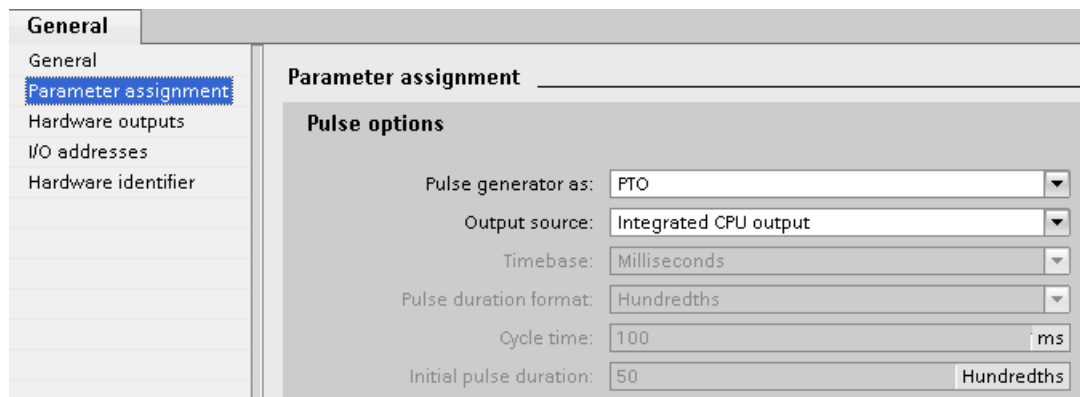 General
General
Parameter assignment
Hardware outputs
I/O addresses
Hardware identifier
Parameter assignment
Pulse options
Pulse generator as: PTO
Output source: Integrated CPU output
Timebase: Milliseconds
Pulse duration format: Hundredths
Cycle time: 100 ms
Initial pulse duration: 50 Hundredths